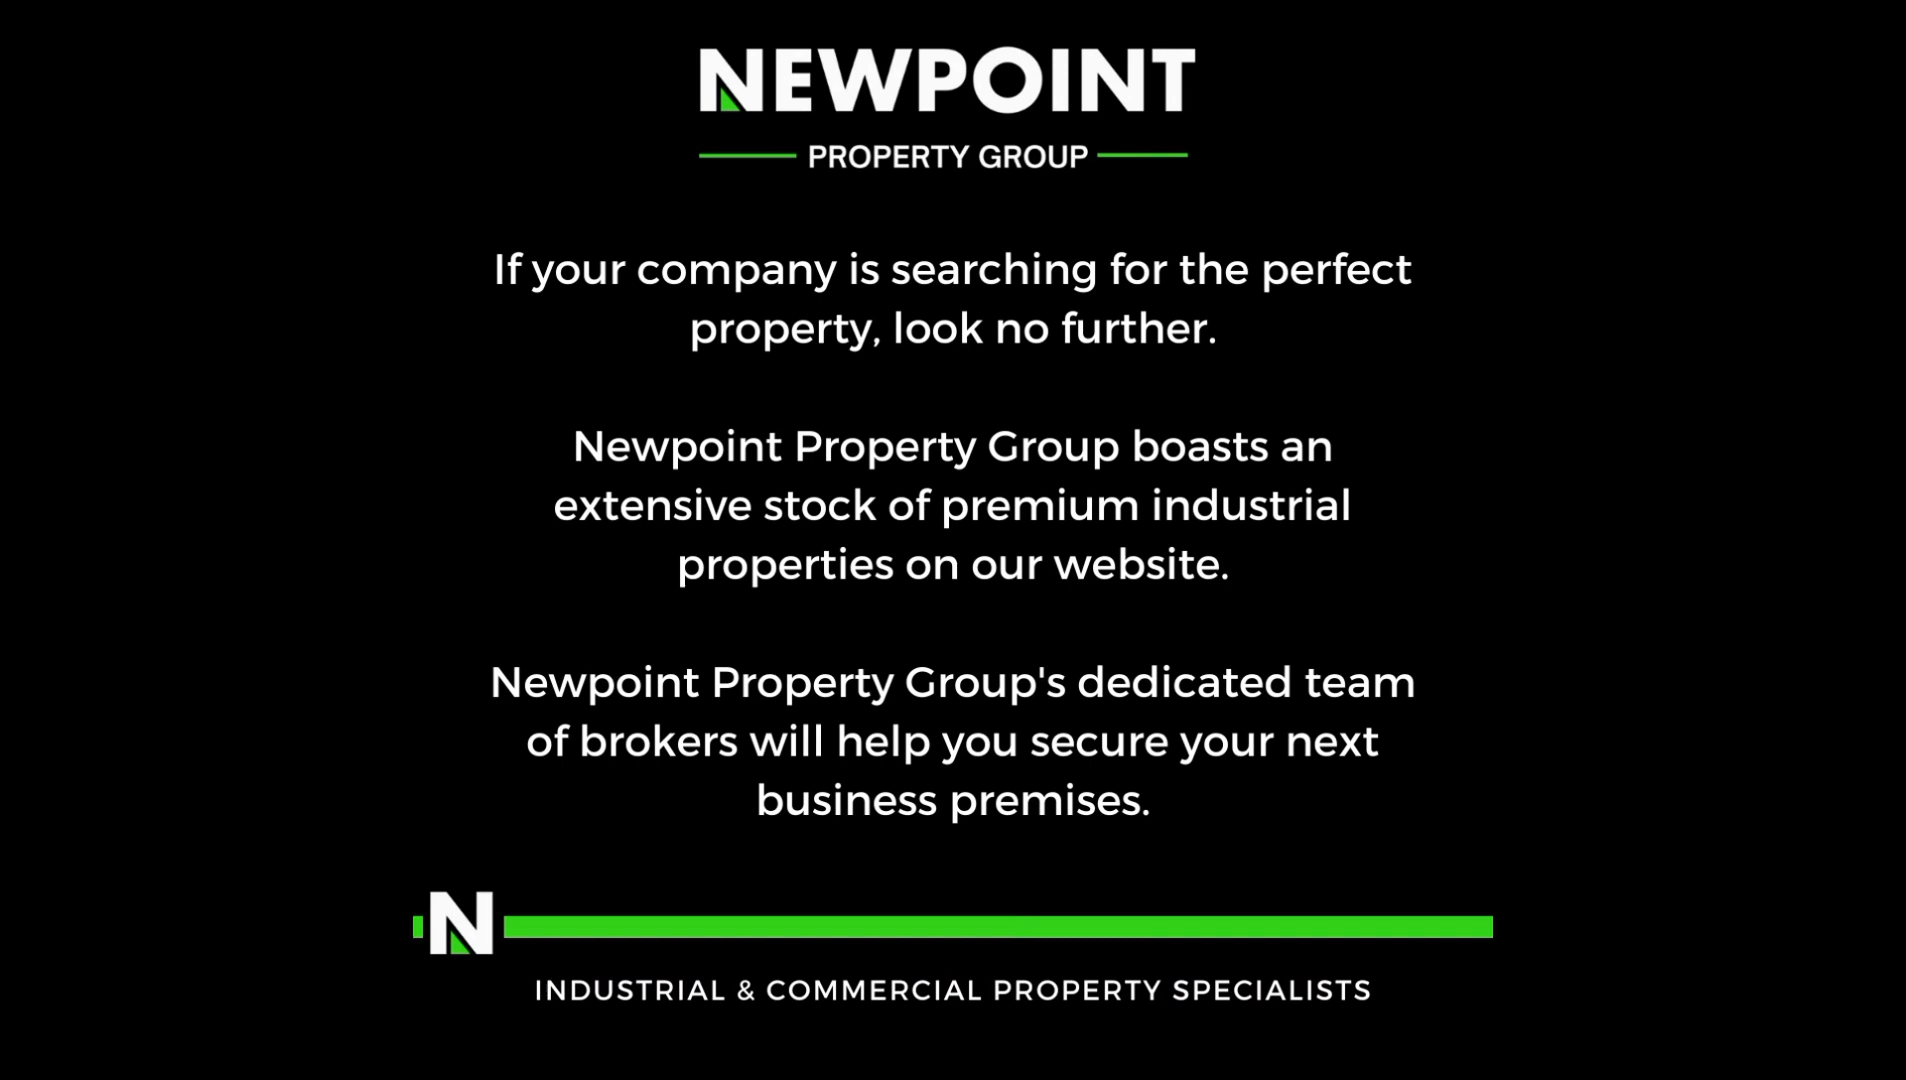 NEWPOINT
PROPERTY GROUP
If your company is searching for the perfect
property, look no further.
Newpoint Property Group boasts an
extensive stock of premium industrial
properties on our website.
Newpoint Property Group's dedicated team
of brokers will help you secure your next
business premises.
N
INDUSTRIAL & COMMERCIAL PROPERTY SPECIALISTS